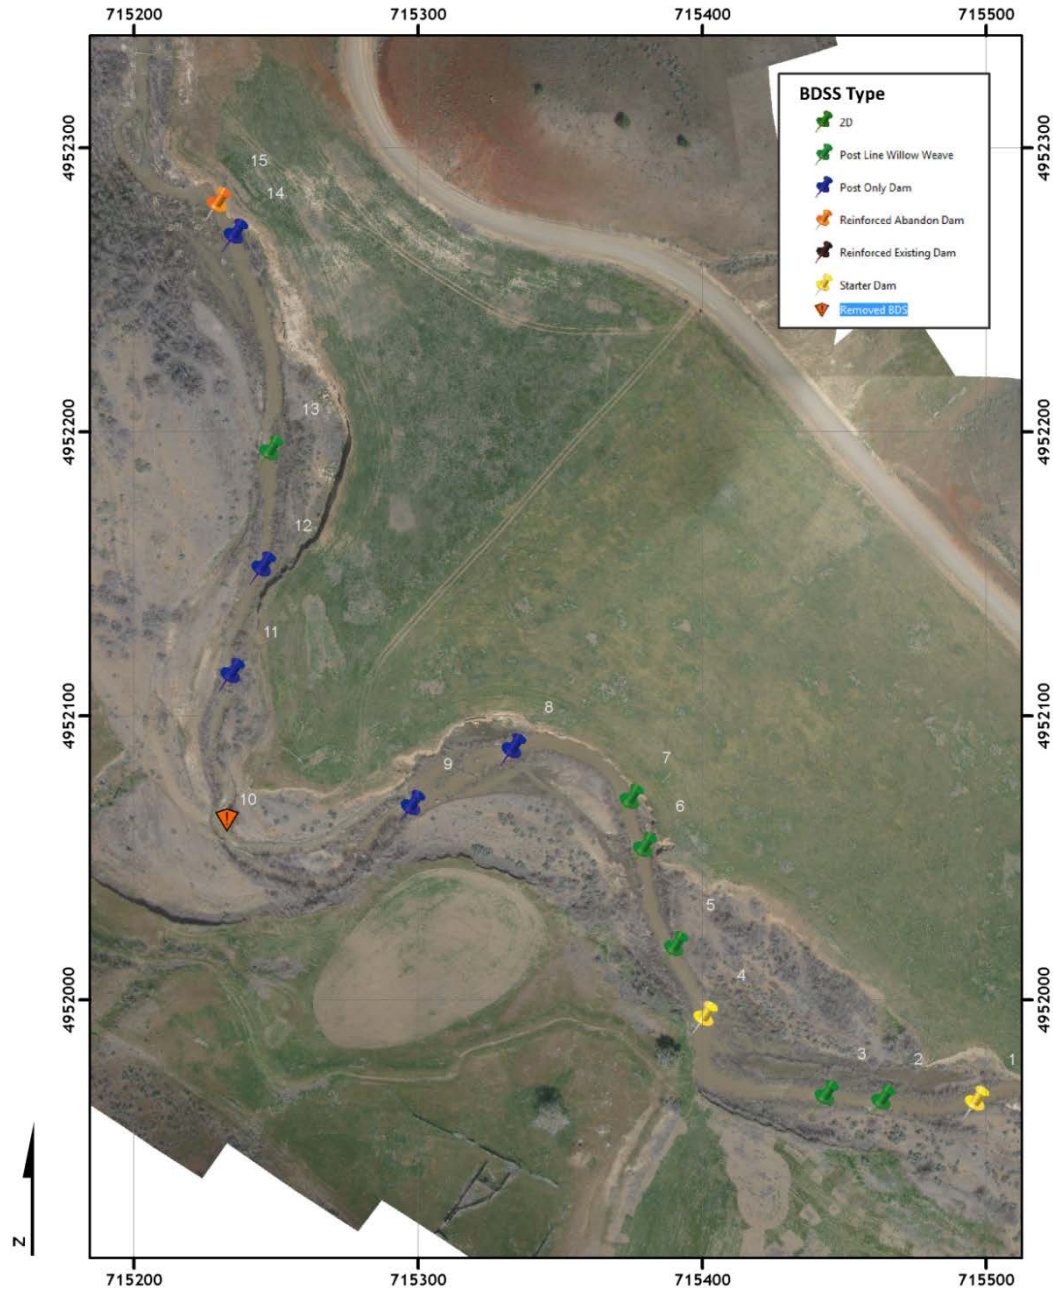 715200 715300 715400 715500
BDSS Type
2D
Post Line Willow Weave
Post Only Dam
Reinforced Abandon Dam
Reinforced Existing Dam
Starter Dam
Removed BDS
4952300 4952300
15
14
13
4952200 4952200
12
11
4952100 4952100
8
7
9
10
6
5
4
4952000 4952000
3 2 1
Z
715200 715300 715400 715500